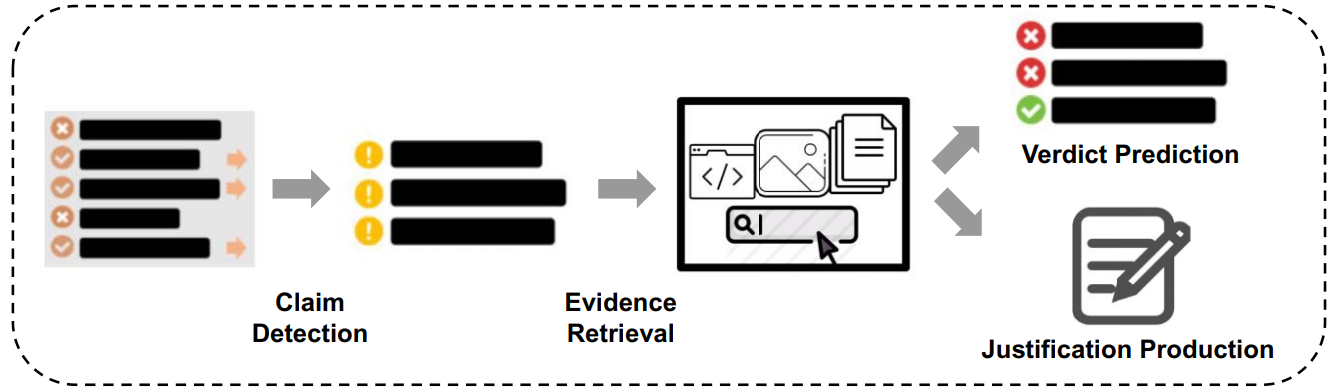 Claim
Detection
Evidence
Retrieval
</>
Verdict Prediction
Justification Production